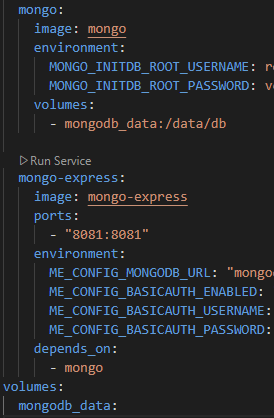 mongo:
image: mongo
environment:
MONGO_INITDB_ROOT_USERNAME:
MONGO_INITDB_ROOT_PASSWORD:
volumes:
- mongodb_data:/data/db
Run Service
mongo-express:
image: mongo-express
ports:
- "8081:8081"
environment:
ME_CONFIG_MONGODB_URL: "mongo
ME_CONFIG_BASICAUTH_ENABLED:
ME_CONFIG_BASICAUTH_USERNAME:
ME_CONFIG_BASICAUTH_PASSWORD:
depends_on:
- mongo
volumes:
mongodb_data: